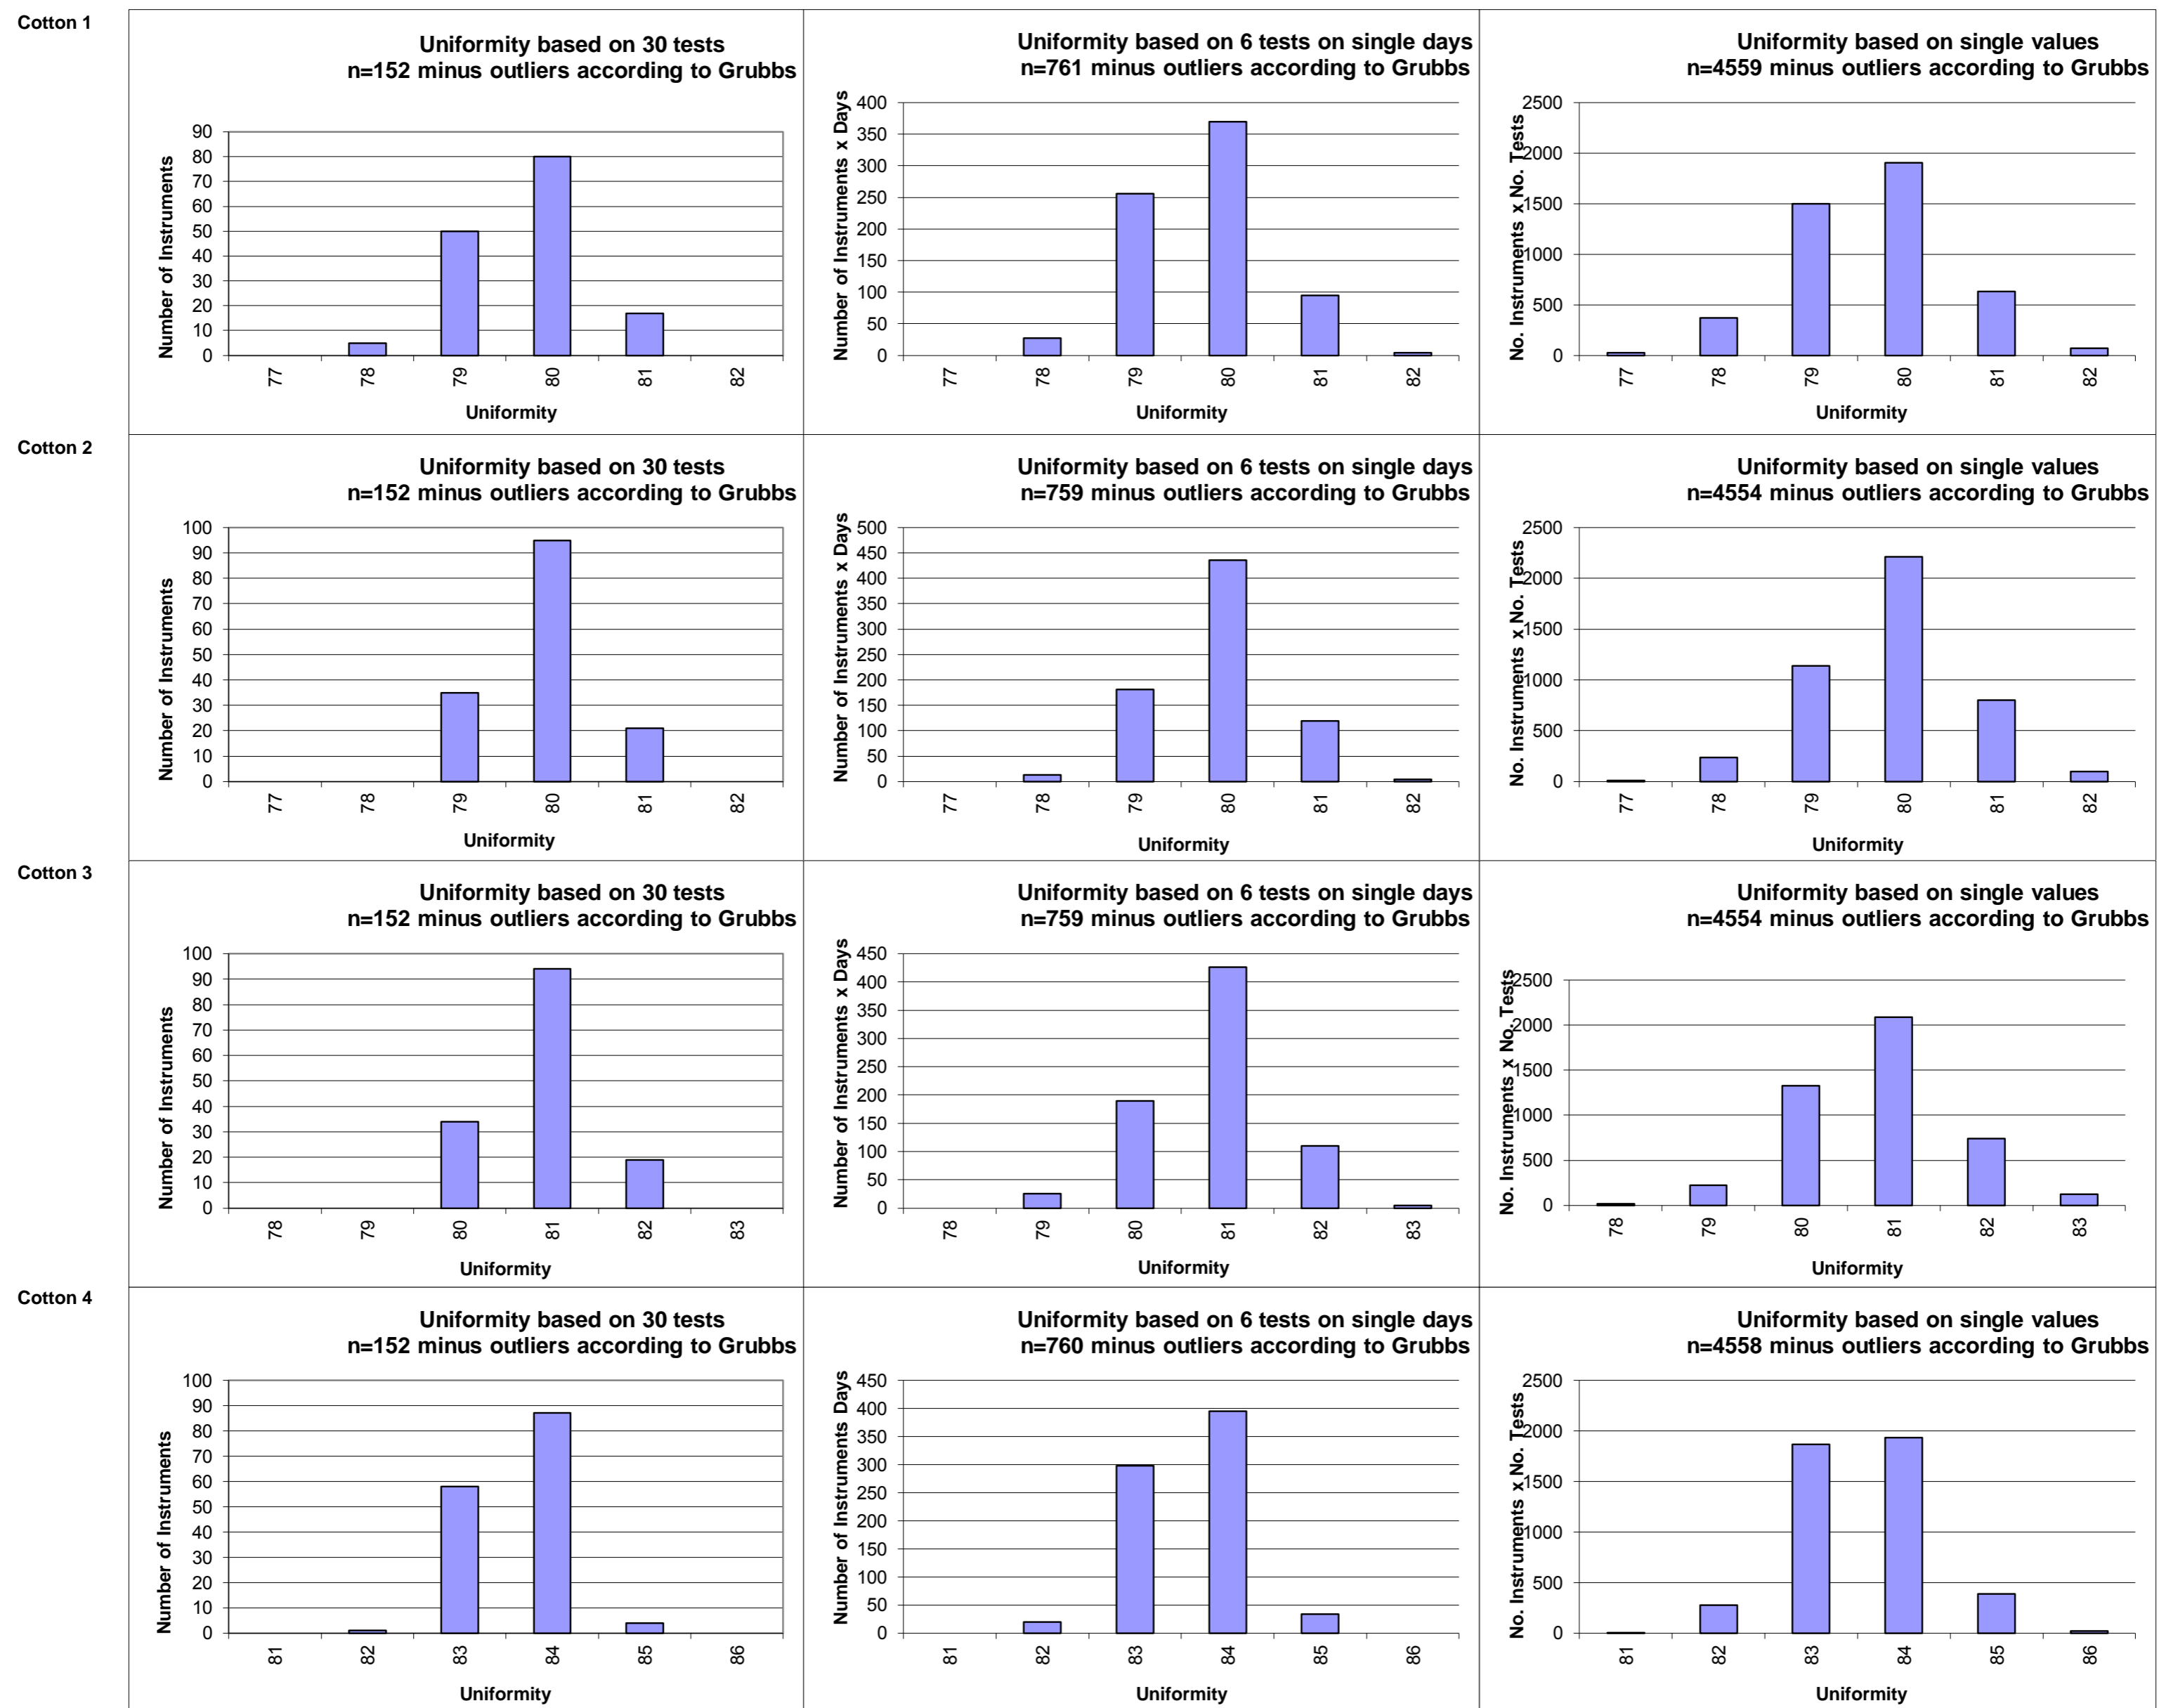 Cotton 1
Uniformity based on 30 tests
n=152 minus outliers according to Grubbs
90
80
70
60
50
40
30
20
10
0
Number of Instruments
77 78 79 80 81 82
Uniformity
Uniformity based on 6 tests on single days
n=761 minus outliers according to Grubbs
400
350
300
250
200
150
100
50
0
Number of Instruments x Days
77 78 79 80 81 82
Uniformity
Uniformity based on single values
n=4559 minus outliers according to Grubbs
2500
2000
1500
1000
500
0
No. Instruments x No. Tests
77 78 79 80 81 82
Uniformity
Cotton 2
Uniformity based on 30 tests
n=152 minus outliers according to Grubbs
100
90
80
70
60
50
40
30
20
10
0
Number of Instruments
77 78 79 80 81 82
Uniformity
Uniformity based on 6 tests on single days
n=759 minus outliers according to Grubbs
500
450
400
350
300
250
200
150
100
50
0
Number of Instruments x Days
77 78 79 80 81 82
Uniformity
Uniformity based on single values
n=4554 minus outliers according to Grubbs
2500
2000
1500
1000
500
0
No. Instruments x No. Tests
77 78 79 80 81 82
Uniformity
Cotton 3
Uniformity based on 30 tests
n=152 minus outliers according to Grubbs
100
90
80
70
60
50
40
30
20
10
0
Number of Instruments
78 79 80 81 82 83
Uniformity
Uniformity based on 6 tests on single days
n=759 minus outliers according to Grubbs
450
400
350
300
250
200
150
100
50
0
Number of Instruments x Days
78 79 80 81 82 83
Uniformity
Uniformity based on single values
n=4554 minus outliers according to Grubbs
2500
2000
1500
1000
500
0
No. Instruments x No. Tests
78 79 80 81 82 83
Uniformity
Cotton 4
Uniformity based on 30 tests
n=152 minus outliers according to Grubbs
100
90
80
70
60
50
40
30
20
10
0
Number of Instruments
81 82 83 84 85 86
Uniformity
Uniformity based on 6 tests on single days
n=760 minus outliers according to Grubbs
450
400
350
300
250
200
150
100
50
0
Number of Instruments Days
81 82 83 84 85 86
Uniformity
Uniformity based on single values
n=4558 minus outliers according to Grubbs
2500
2000
1500
1000
500
0
No. Instruments x No. Tests
81 82 83 84 85 86
Uniformity